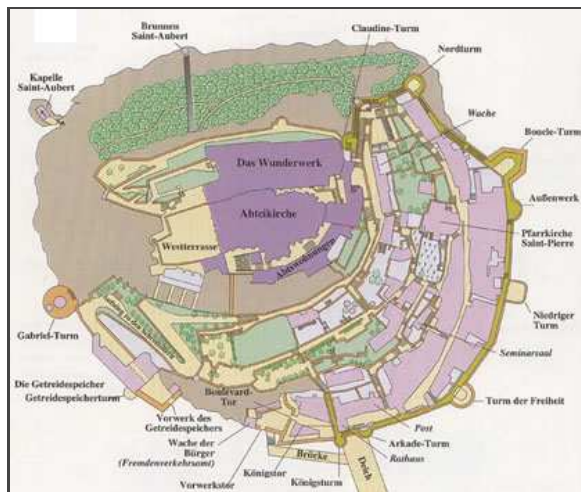 Brunnen
Saint-Aubert
Claudine-Turm
Nordturm
Kapelle
Saint-Aubert
Wache
Boucle-Turm
Das Wunderwerk
Außenwerk
Abteikirche
Pfarrkirche
Saint-Pierre
Westterrasse
Abtswohnungen
Niedriger
Turm
Gabriel-Turm
Seminarsaal
Die Getreidespeicher
Getreidespeicherturm
Boulevard-
Tor
Turm der Freiheit
Vorwerk des
Getreidespeichers
Post
Wache der
Bürger
(Fremdenverkehrsamt)
Arkade-Turm
Rathaus
Brücke
Königstor
Vorwerkstor
Königsturm
Deich